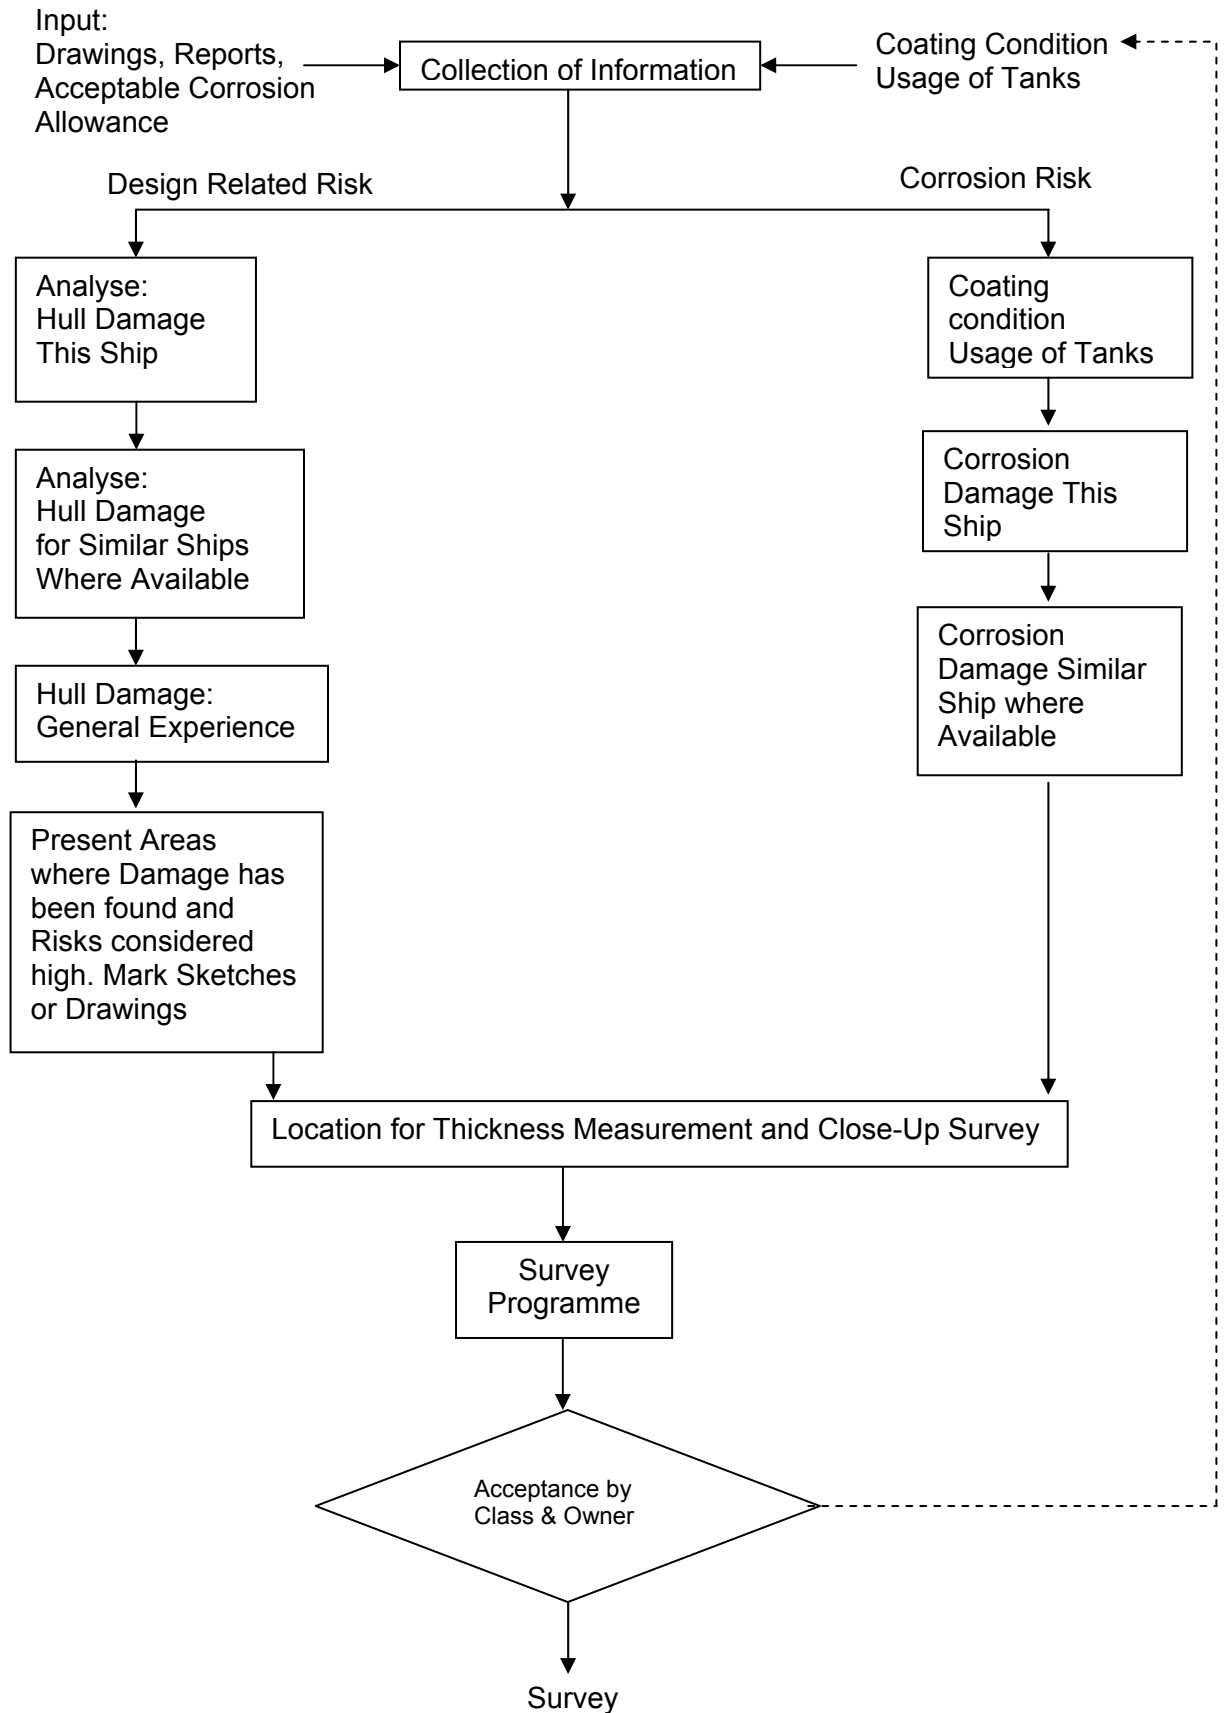 Input:
Drawings, Reports,
Acceptable Corrosion
Allowance
Collection of Information
Coating Condition
Usage of Tanks
Design Related Risk
Corrosion Risk
Analyse:
Hull Damage
This Ship
Analyse:
Hull Damage
for Similar Ships
Where Available
Hull Damage:
General Experience
Present Areas
where Damage has
been found and
Risks considered
high. Mark Sketches
or Drawings
Coating
condition
Usage of Tanks
Corrosion
Damage This
Ship
Corrosion
Damage Similar
Ship where
Available
Location for Thickness Measurement and Close-Up Survey
Survey
Programme
Acceptance by
Class & Owner
Survey